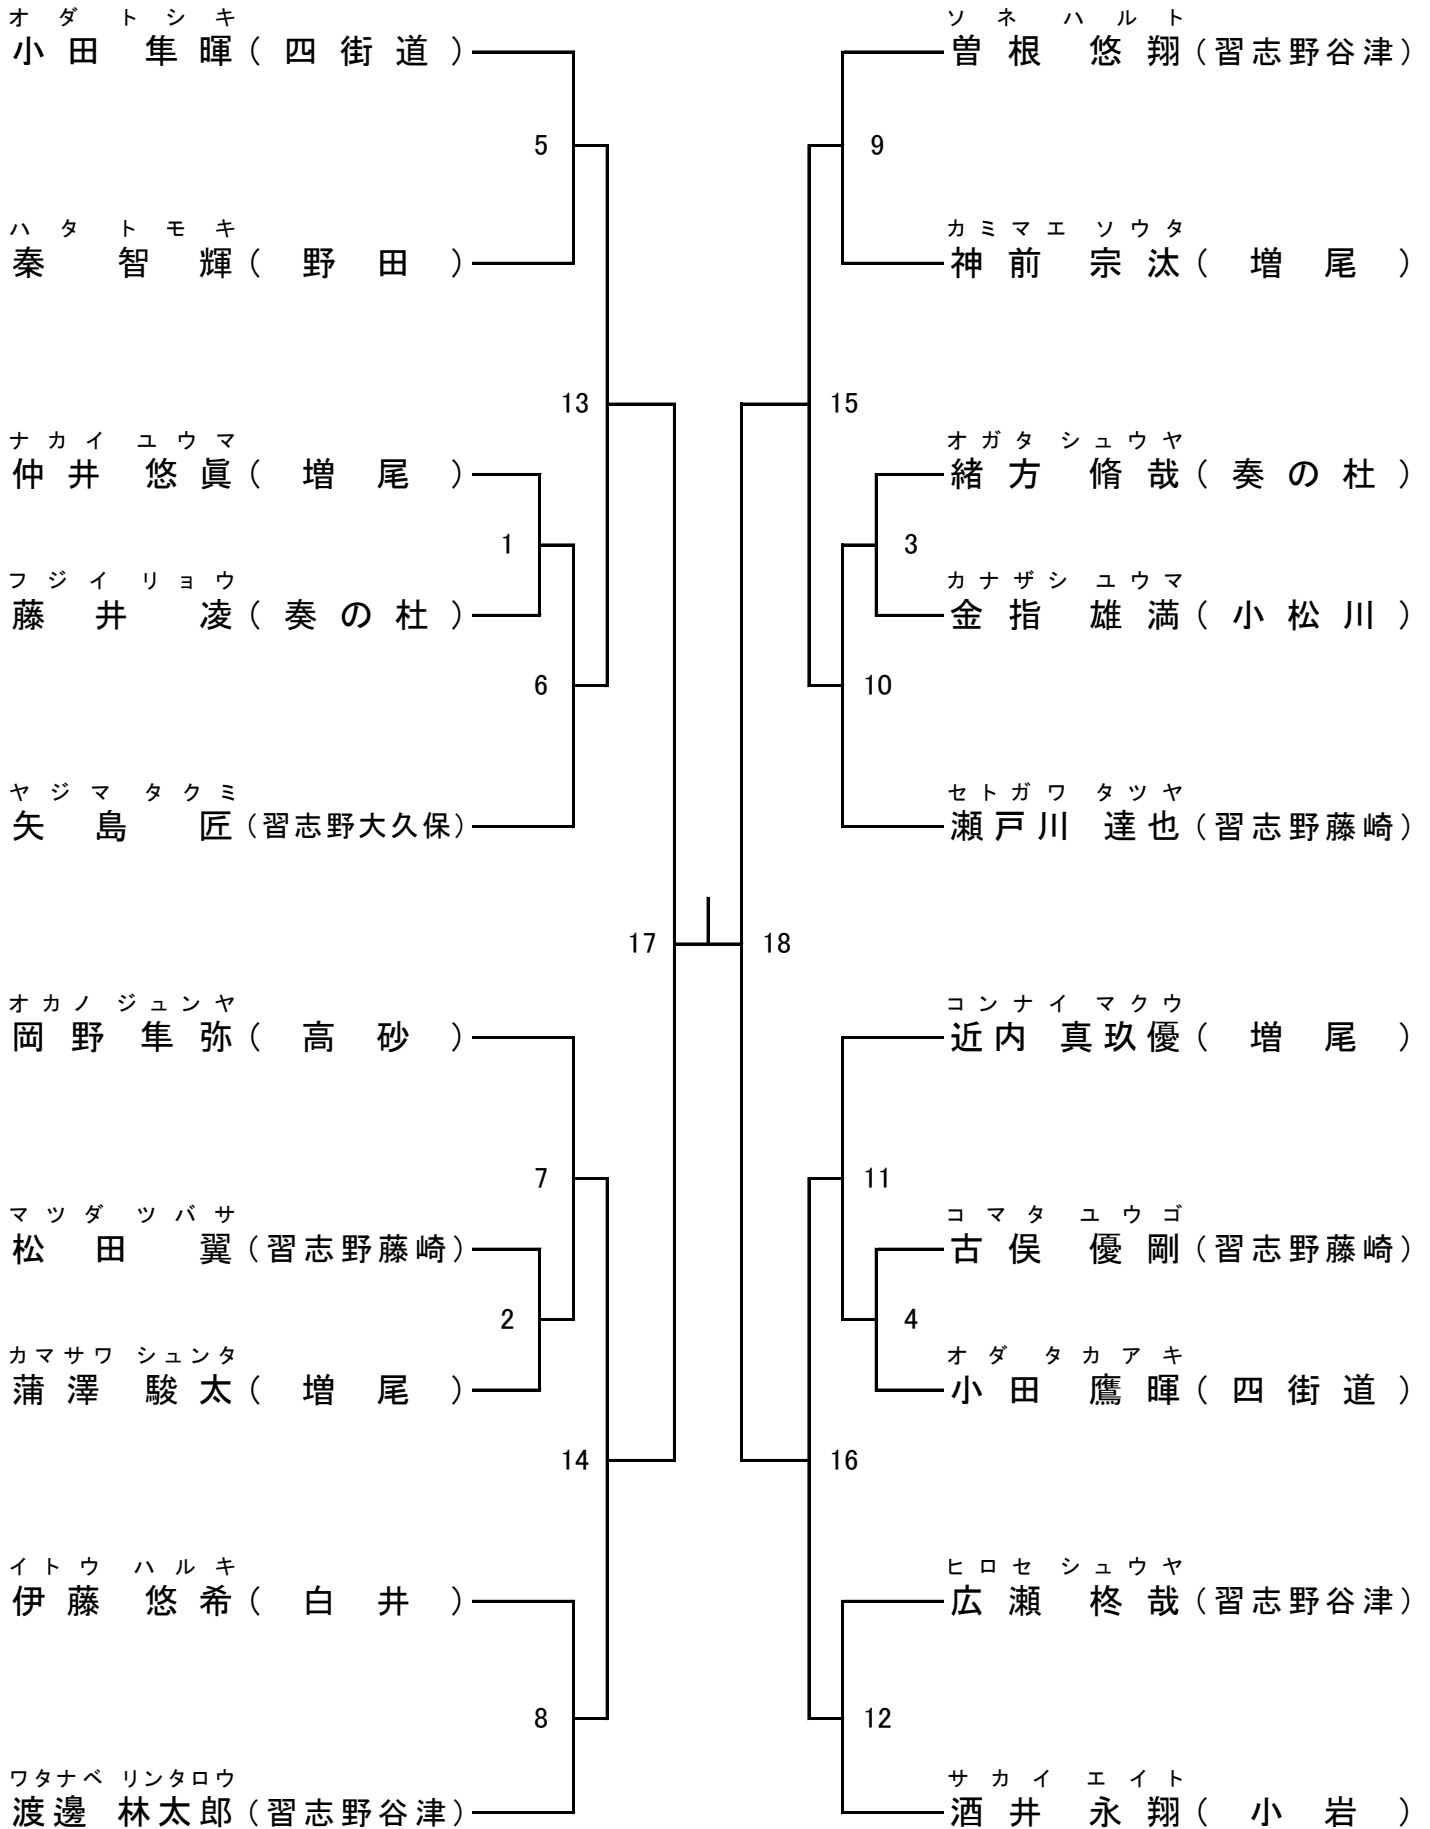 オダ トシキ
小田 隼暉(四街道)
5
ハタ トモキ
秦 智輝(野田)
13
ナカイ ユウマ
仲井 悠眞(増尾)
1
フジイ リョウ
藤井 凌(奏の杜)
6
ヤジマ タクミ
矢島 匠(習志野大久保)
17
オカノ ジュンヤ
岡野 隼弥(高砂)
7
マツダ ツバサ
松田 翼(習志野藤崎)
2
カマサワ シュンタ
蒲澤 駿太(増尾)
14
イトウ ハルキ
伊藤 悠希(白井)
8
ワタナベ リンタロウ
渡邊 林太郎(習志野谷津)
ソネ ハルト
曽根 悠翔(習志野谷津)
9
カミマエ ソウタ
神前 宗汰(増尾)
15
オガタ シュウヤ
緒方 脩哉(奏の杜)
3
カナザシ ユウマ
金指 雄満(小松川)
10
セトガワ タツヤ
瀬戸川 達也(習志野藤崎)
18
コンナイ マクウ
近内 真玖優(増尾)
11
コマタ ユウゴ
古俣 優剛(習志野藤崎)
4
オダ タカアキ
小田 鷹暉(四街道)
16
ヒロセ シュウヤ
広瀬 柊哉(習志野谷津)
12
サカイ エイト
酒井 永翔(小岩)